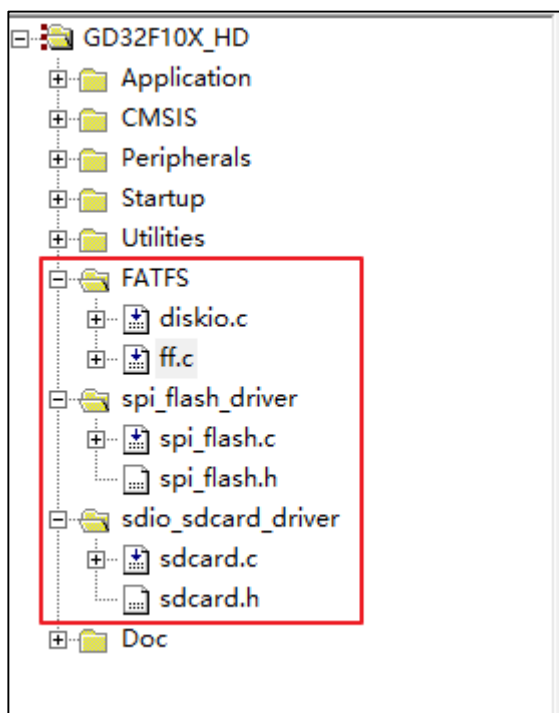 GD32F10X_HD
Application
CMSIS
Peripherals
Startup
Utilities
FATFS
diskio.c
ff.c
spi_flash_driver
spi_flash.c
spi_flash.h
sdio_sdcard_driver
sdcard.c
sdcard.h
Doc